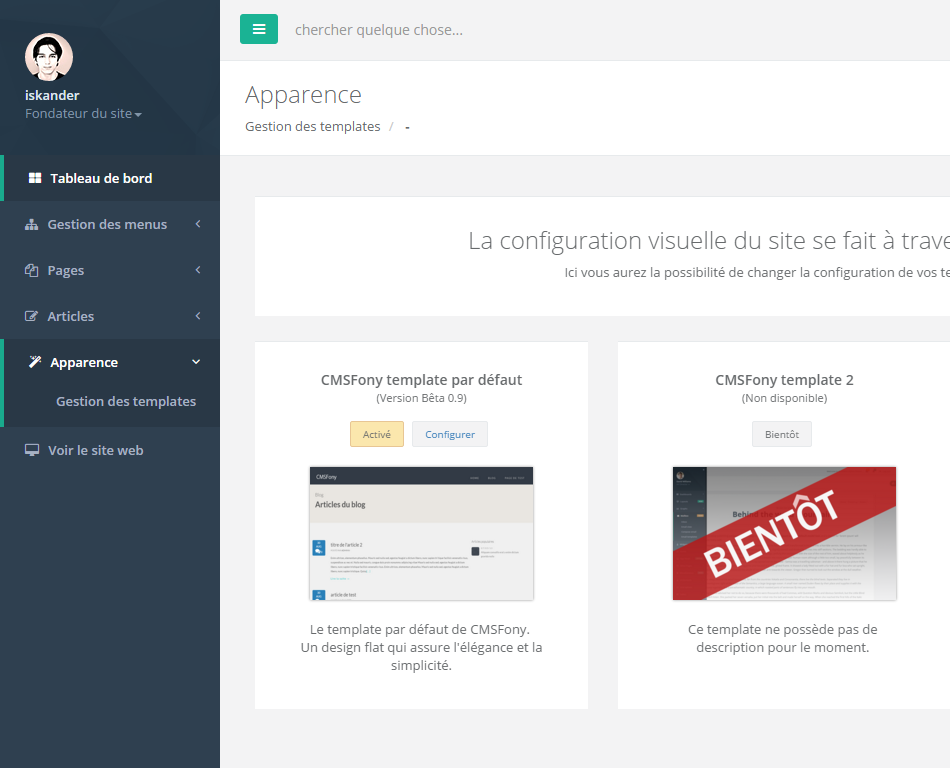 iskander
Fondateur du site
Tableau de bord
Gestion des menus
Pages
Articles
Apparence
Gestion des templates
Voir le site web
chercher quelque chose...
Apparence
Gestion des templates / -
La configuration visuelle du site se fait à trave
Ici vous aurez la possibilité de changer la configuration de vos te
CMSFony template par défaut
(Version Bêta 0.9)
Activé
Configurer
CMSFony
Blog
Articles du blog
titre de l'article 2
article de test
Le template par défaut de CMSFony.
Un design flat qui assure l'élégance et la
simplicité.
CMSFony template 2
(Non disponible)
Bientôt
Behind the
BIENTÔT
Ce template ne possède pas de
description pour le moment.